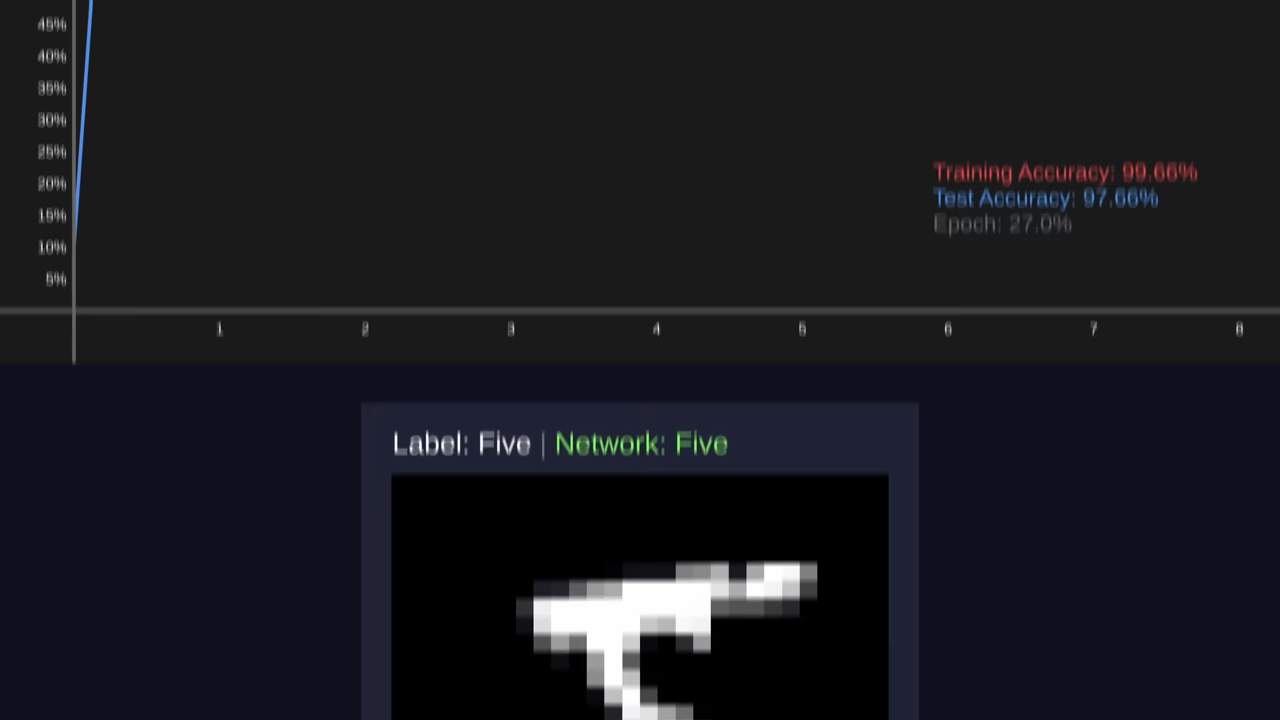 45%
40%
35%
30%
25%
20%
15%
10%
5%
Training Accuracy: 99.66%
Test Accuracy: 97.66%
Epoch: 27.0%
1 2 3 4 5 6 7 8
Label: Five | Network: Five